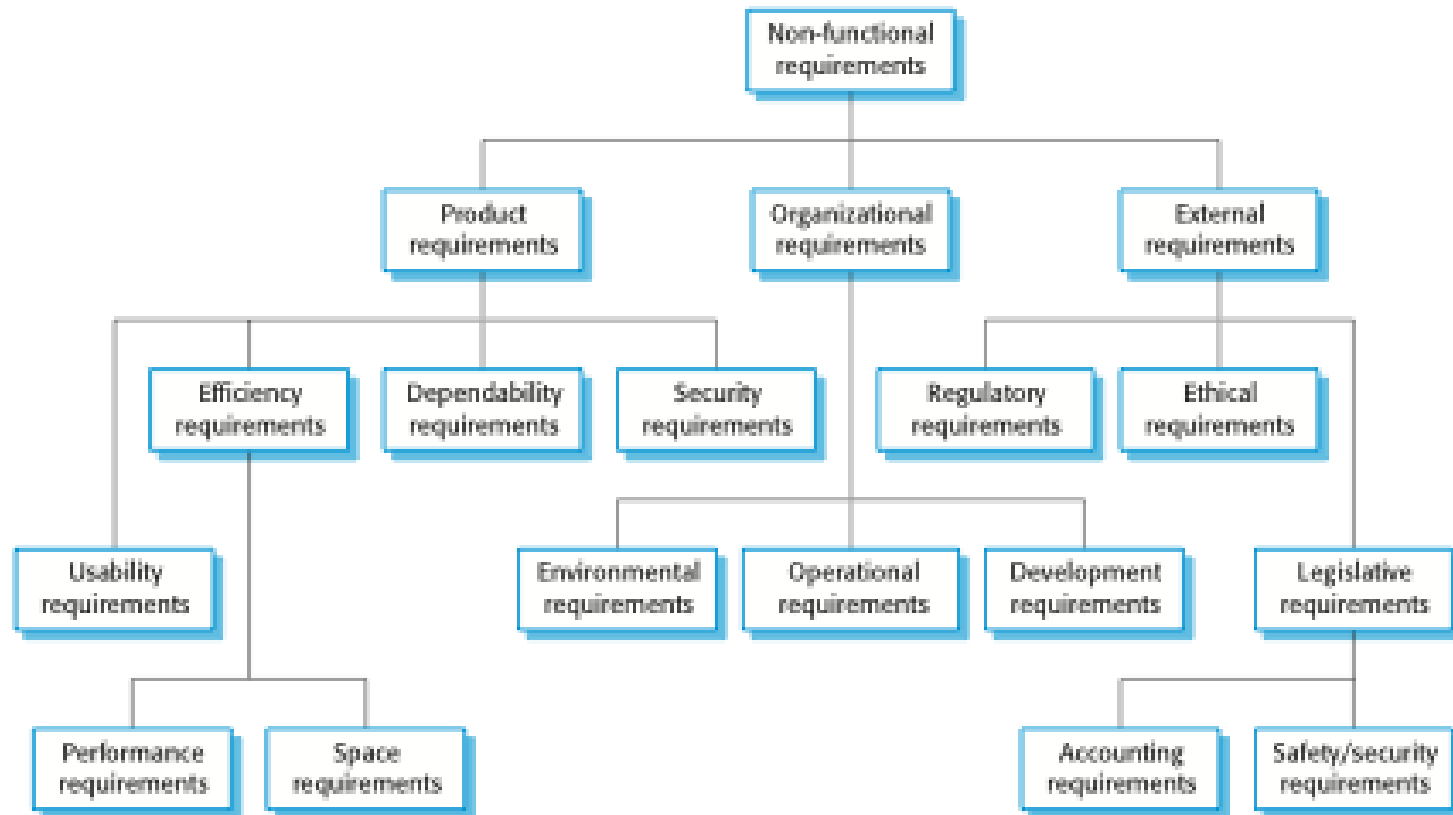 Non-functional
requirements
Product
requirements
Organizational
requirements
External
requirements
Efficiency
requirements
Dependability
requirements
Security
requirements
Regulatory
requirements
Ethical
requirements
Usability
requirements
Environmental
requirements
Operational
requirements
Development
requirements
Legislative
requirements
Performance
requirements
Space
requirements
Accounting
requirements
Safety/security
requirements